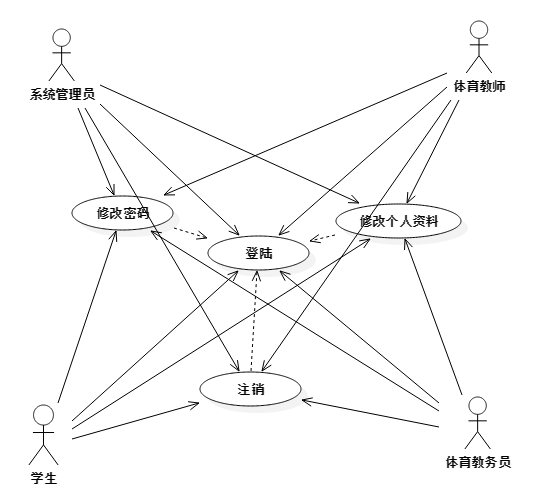 系统管理员
体育教师
修改密码
修改个人资料
登陆
注销
学生
体育教务员